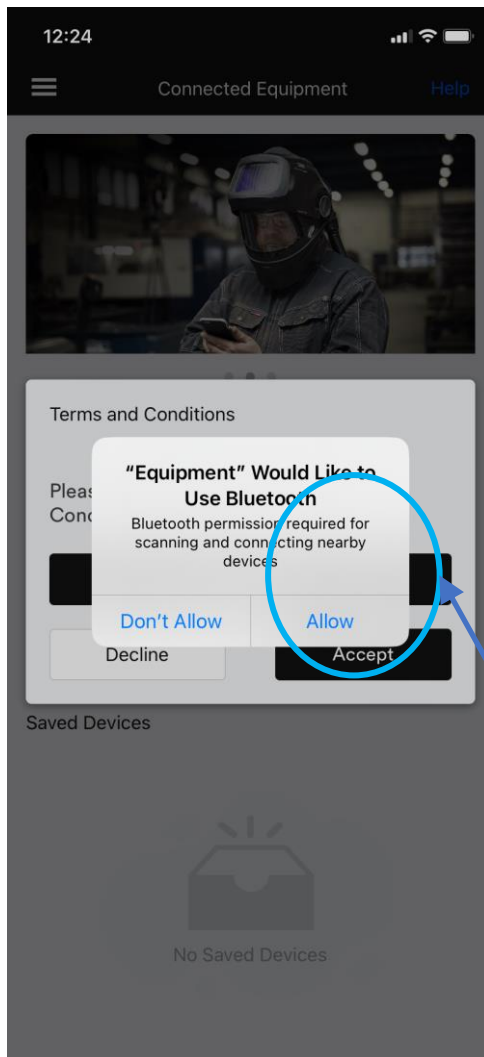 12:24
Connected Equipment Help
Terms and Conditions
"Equipment" Would Like to
Use Bluetooth
Bluetooth permission required for
scanning and connecting nearby
devices
Don't Allow Allow
Decline Accept
Saved Devices
No Saved Devices